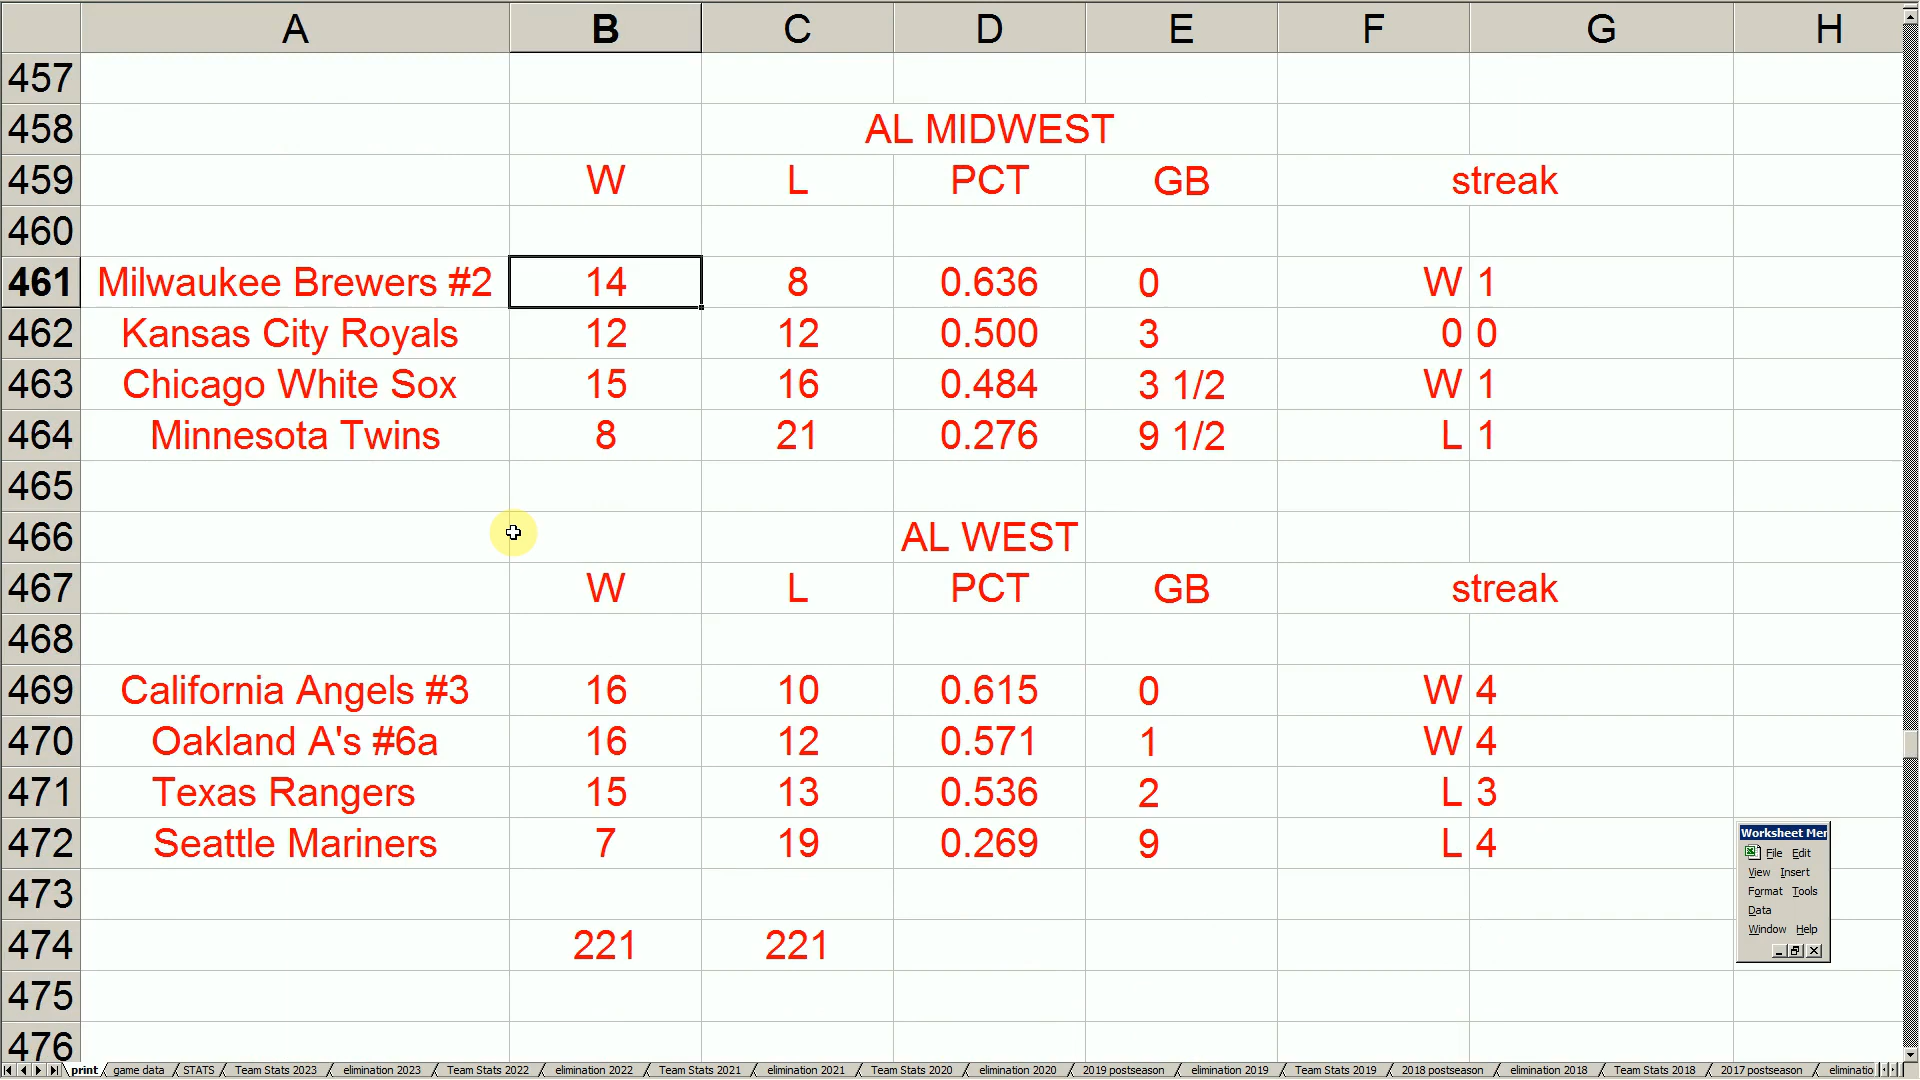 A B C D E F G H
457
458 AL MIDWEST
459 W L PCT GB streak
460
461 Milwaukee Brewers #2 14 8 0.636 0 W 1
462 Kansas City Royals 12 12 0.500 3 0 0
463 Chicago White Sox 15 16 0.484 3 1/2 W 1
464 Minnesota Twins 8 21 0.276 9 1/2 L 1
465
466 AL WEST
467 W L PCT GB streak
468
469 California Angels #3 16 10 0.615 0 W 4
470 Oakland A's #6a 16 12 0.571 1 W 4
471 Texas Rangers 15 13 0.536 2 L 3
472 Seattle Mariners 7 19 0.269 9 L 4
473
474 221 221
475
476
Worksheet Mer
File Edit
View Insert
Format Tools
Data
Window Help
print game data STATS Team Stats 2023 elimination 2023 Team Stats 2022 elimination 2022 Team Stats 2021 elimination 2021 Team Stats 2020 elimination 2020 2019 postseason elimination 2019 Team Stats 2019 2018 postseason elimination 2018 Team Stats 2018 2017 postseason eliminatio